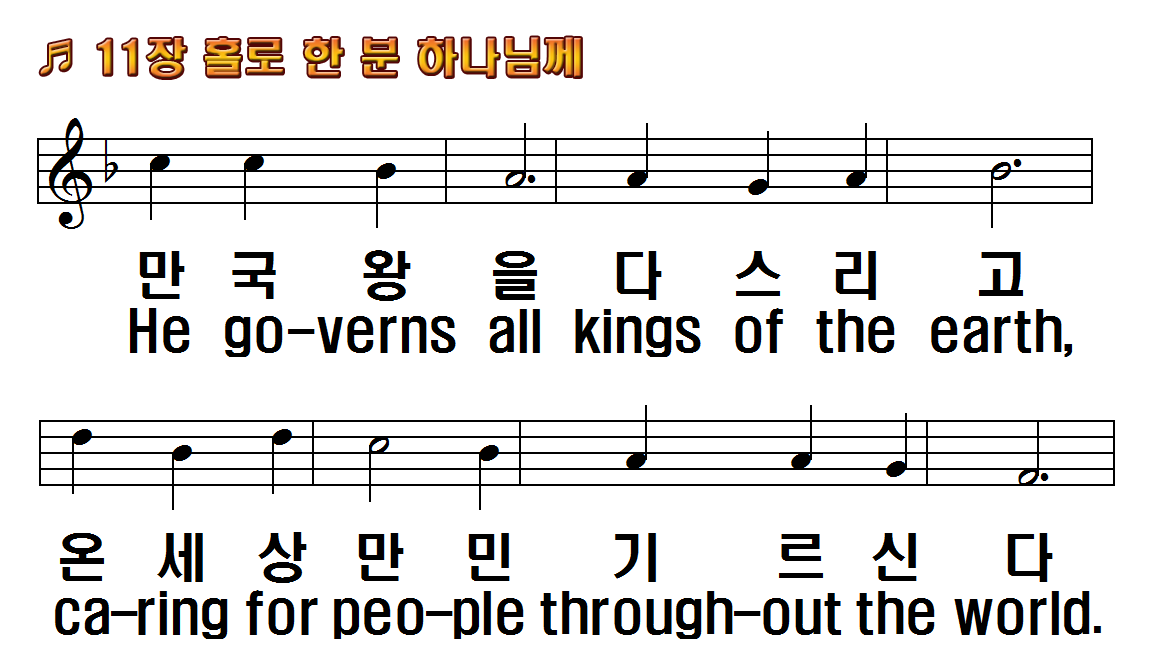 ♬ 11장 홀로 한 분 하나님께
만 국 왕 을 다 스 리 고
He go-verns all kings of the earth,
온 세 상 만 민 기 르 신 다
ca-ring for peo-ple through-out the world.